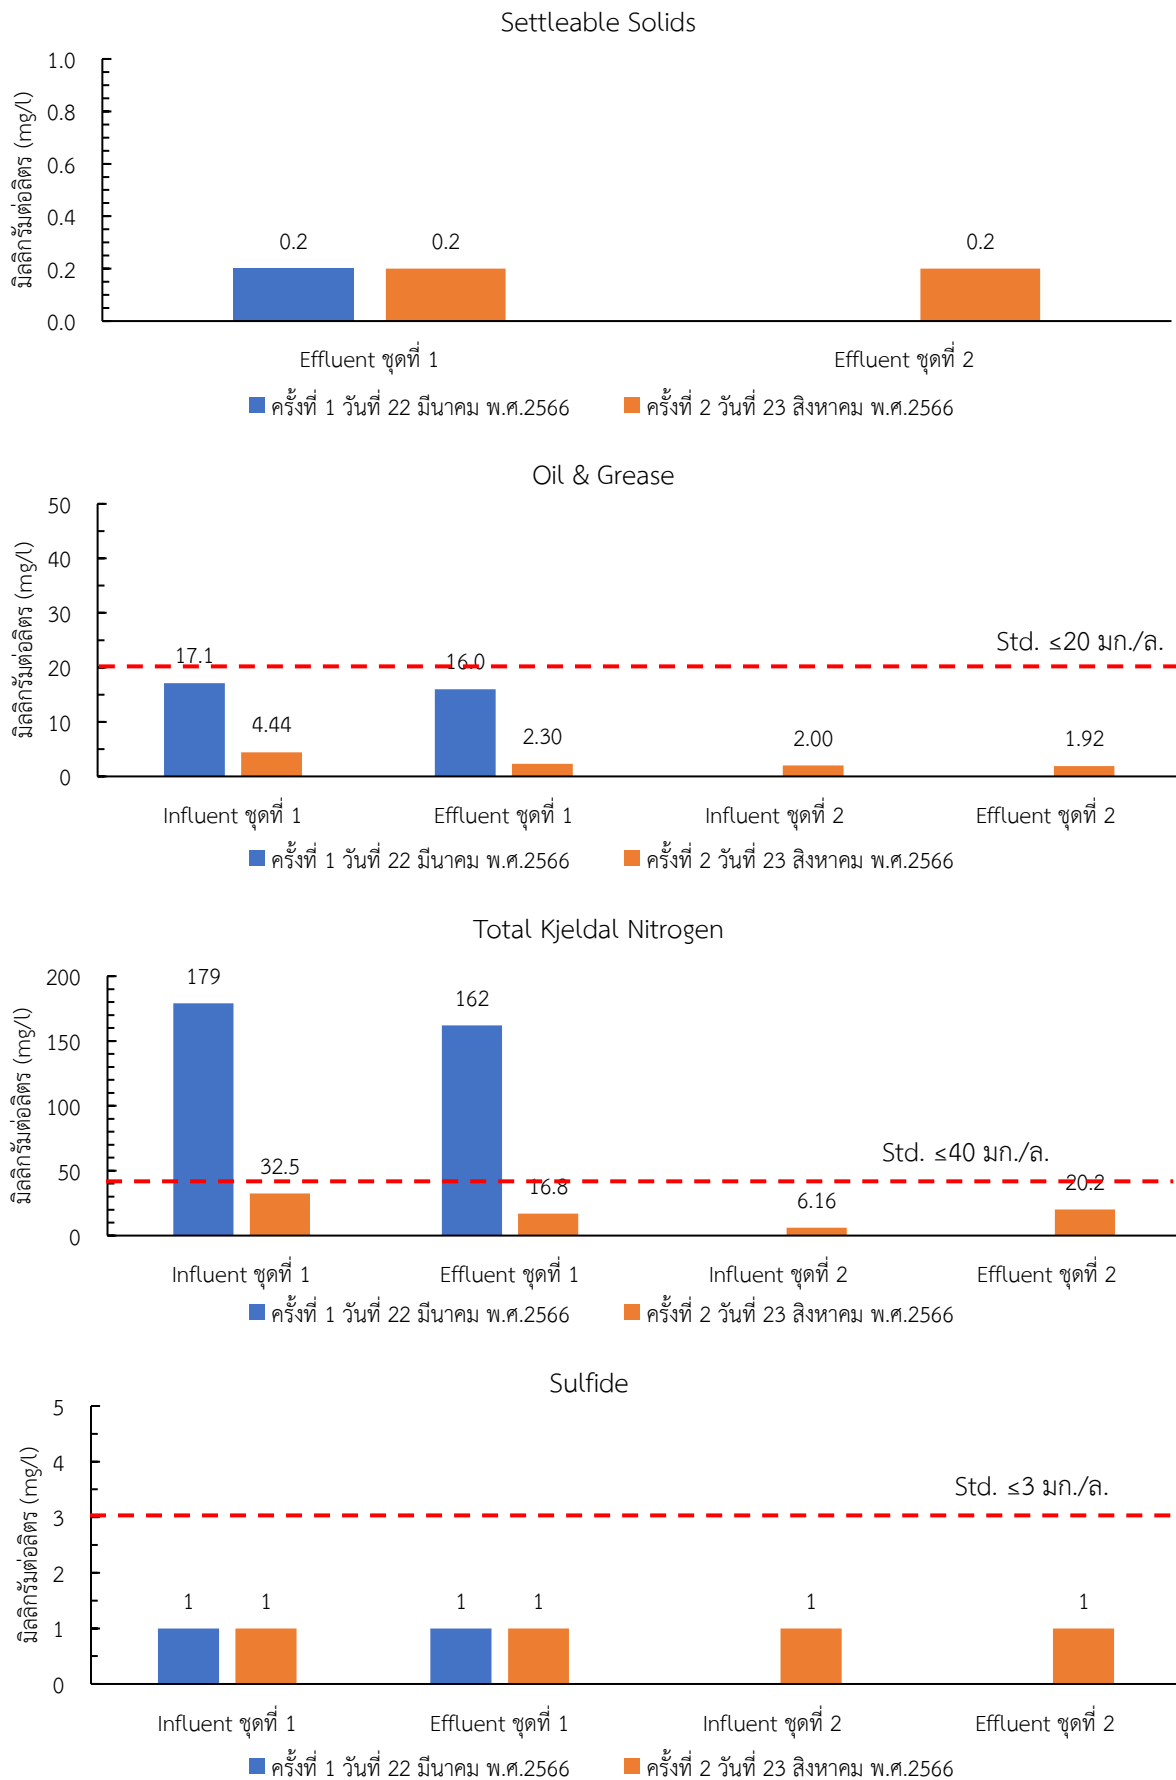 Settleable Solids
มิลลิกรัมต่อลิตร (mg/l)
1.0
0.8
0.6
0.4
0.2
0.0
0.2 0.2 0.2
Effluent ชุดที่ 1 Effluent ชุดที่ 2
ครั้งที่ 1 วันที่ 22 มีนาคม พ.ศ.2566 ครั้งที่ 2 วันที่ 23 สิงหาคม พ.ศ.2566
Oil & Grease
มิลลิกรัมต่อลิตร (mg/l)
50
40
30
20
10
0
Std. ≤20 มก./ล.
17.1 4.44 16.0 2.30 2.00 1.92
Influent ชุดที่ 1 Effluent ชุดที่ 1 Influent ชุดที่ 2 Effluent ชุดที่ 2
ครั้งที่ 1 วันที่ 22 มีนาคม พ.ศ.2566 ครั้งที่ 2 วันที่ 23 สิงหาคม พ.ศ.2566
Total Kjeldal Nitrogen
มิลลิกรัมต่อลิตร (mg/l)
200
150
100
50
0
Std. ≤40 มก./ล.
179 32.5 162 16.8 6.16 20.2
Influent ชุดที่ 1 Effluent ชุดที่ 1 Influent ชุดที่ 2 Effluent ชุดที่ 2
ครั้งที่ 1 วันที่ 22 มีนาคม พ.ศ.2566 ครั้งที่ 2 วันที่ 23 สิงหาคม พ.ศ.2566
Sulfide
มิลลิกรัมต่อลิตร (mg/l)
5
4
3
2
1
0
Std. ≤3 มก./ล.
1 1 1 1 1 1
Influent ชุดที่ 1 Effluent ชุดที่ 1 Influent ชุดที่ 2 Effluent ชุดที่ 2
ครั้งที่ 1 วันที่ 22 มีนาคม พ.ศ.2566 ครั้งที่ 2 วันที่ 23 สิงหาคม พ.ศ.2566